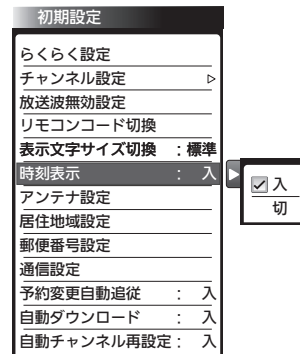 初期設定
らくらく設定
チャンネル設定
放送波無効設定
リモコンコード切換
表示文字サイズ切換 : 標準
時刻表示 : 入
アンテナ設定
居住地域設定
郵便番号設定
通信設定
予約変更自動追従 : 入
自動ダウンロード : 入
自動チャンネル再設定 : 入
入
切